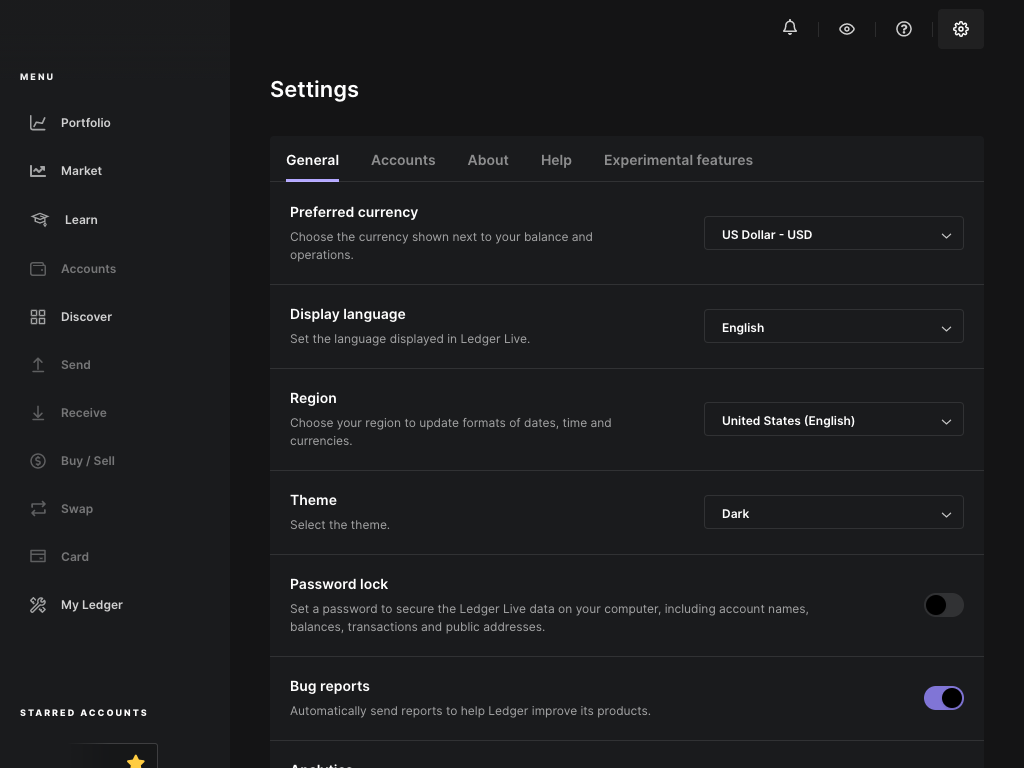 MENU
Portfolio
Market
Learn
Accounts
Discover
Send
Receive
Buy / Sell
Swap
Card
My Ledger
STARRED ACCOUNTS
Settings
General
Accounts
About
Help
Experimental features
Preferred currency
Choose the currency shown next to your balance and
operations.
US Dollar - USD
Display language
Set the language displayed in Ledger Live.
English
Region
Choose your region to update formats of dates, time and
currencies.
United States (English)
Theme
Select the theme.
Dark
Password lock
Set a password to secure the Ledger Live data on your computer, including account names,
balances, transactions and public addresses.
Bug reports
Automatically send reports to help Ledger improve its products.
Analytics